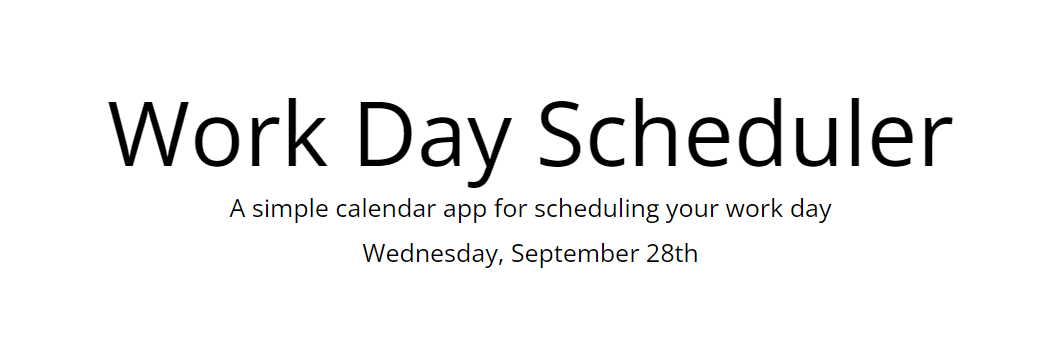 Work Day Scheduler
A simple calendar app for scheduling your work day
Wednesday, September 28th